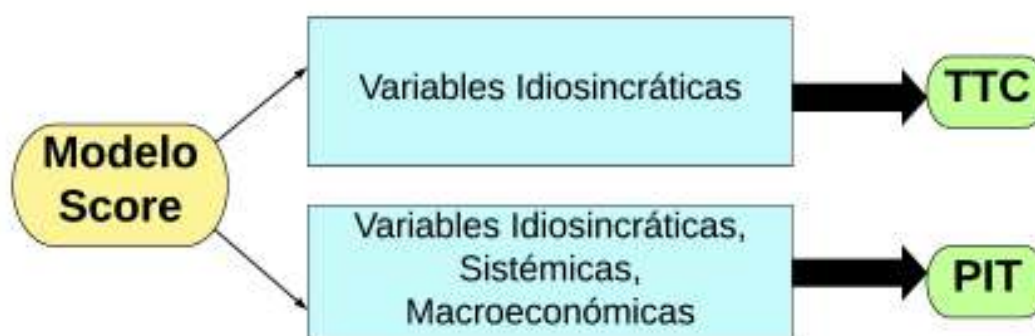 Modelo
Score
Variables Idiosincráticas
TTC
Variables Idiosincráticas,
Sistémicas,
Macroeconómicas
PIT